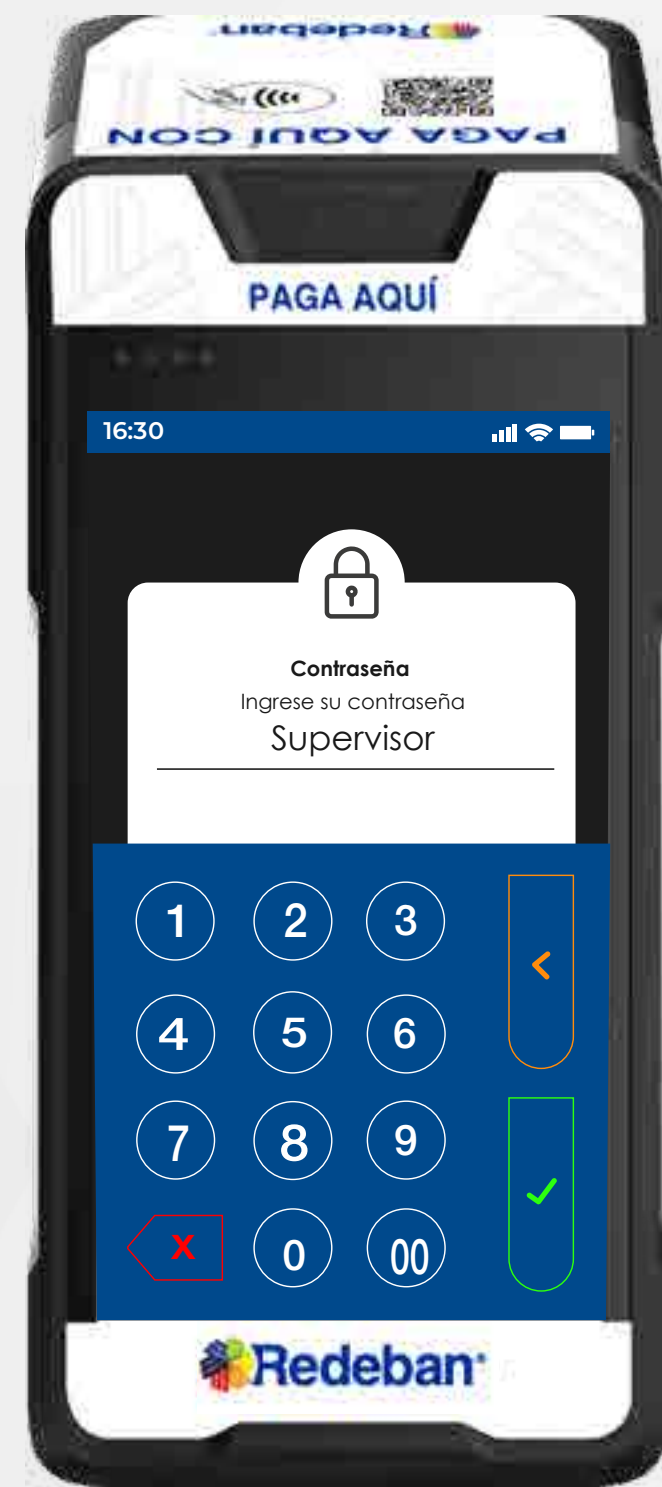 Redeban
PAGA AQUÍ CON
PAGA AQUÍ
16:30
Contraseña
Ingrese su contraseña
Supervisor
1 2 3
4 5 6
7 8 9
X 0 00
Redeban